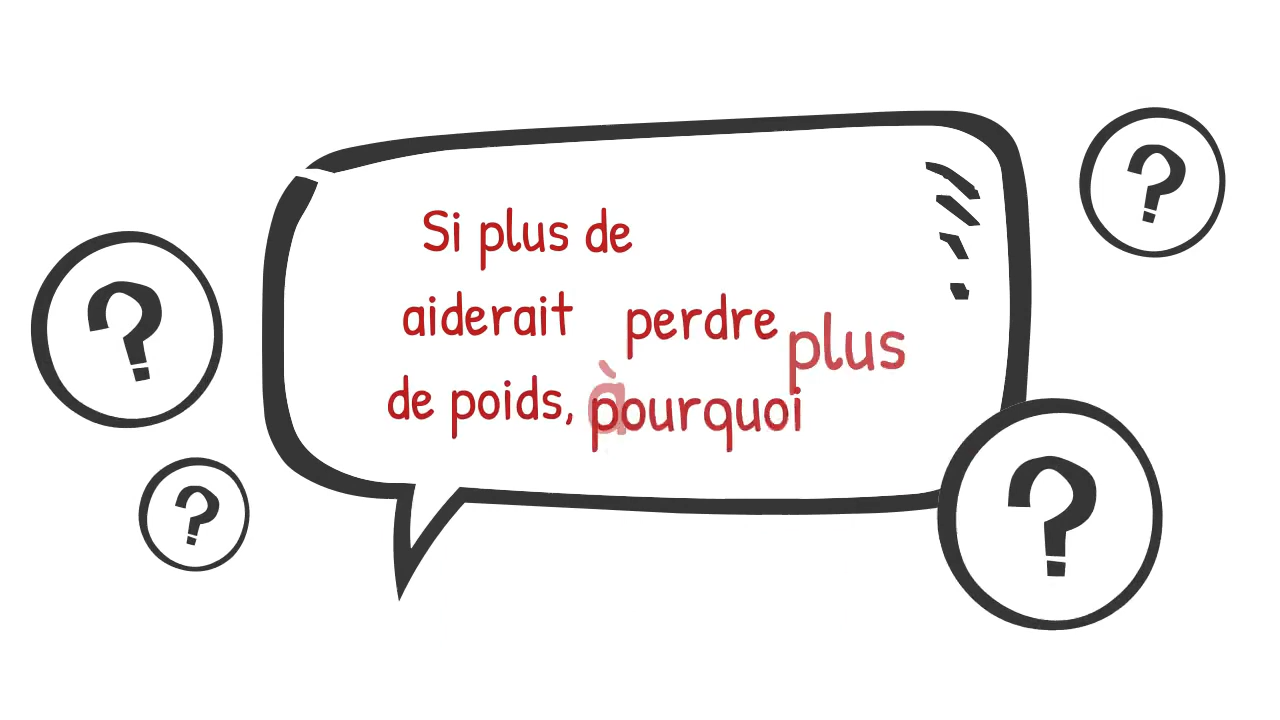 Si plus de
aiderait à perdre plus
de poids, pourquoi
? ? ? ?